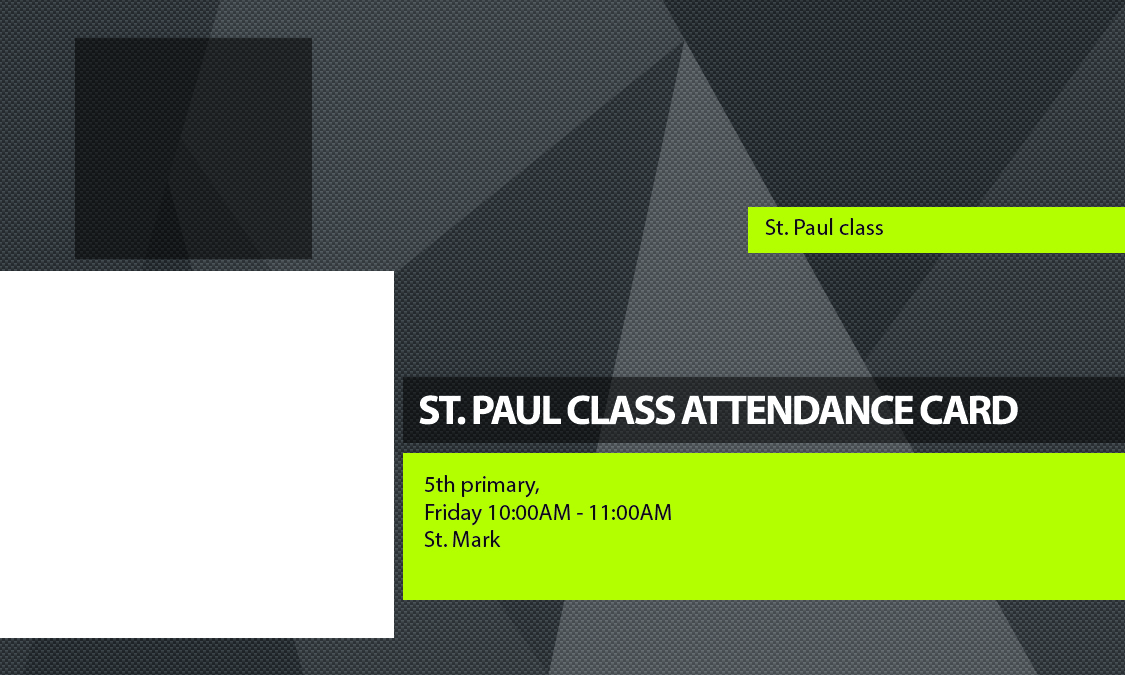 St. Paul class
ST. PAUL CLASS ATTENDANCE CARD
5th primary,
Friday 10:00AM - 11:00AM
St. Mark